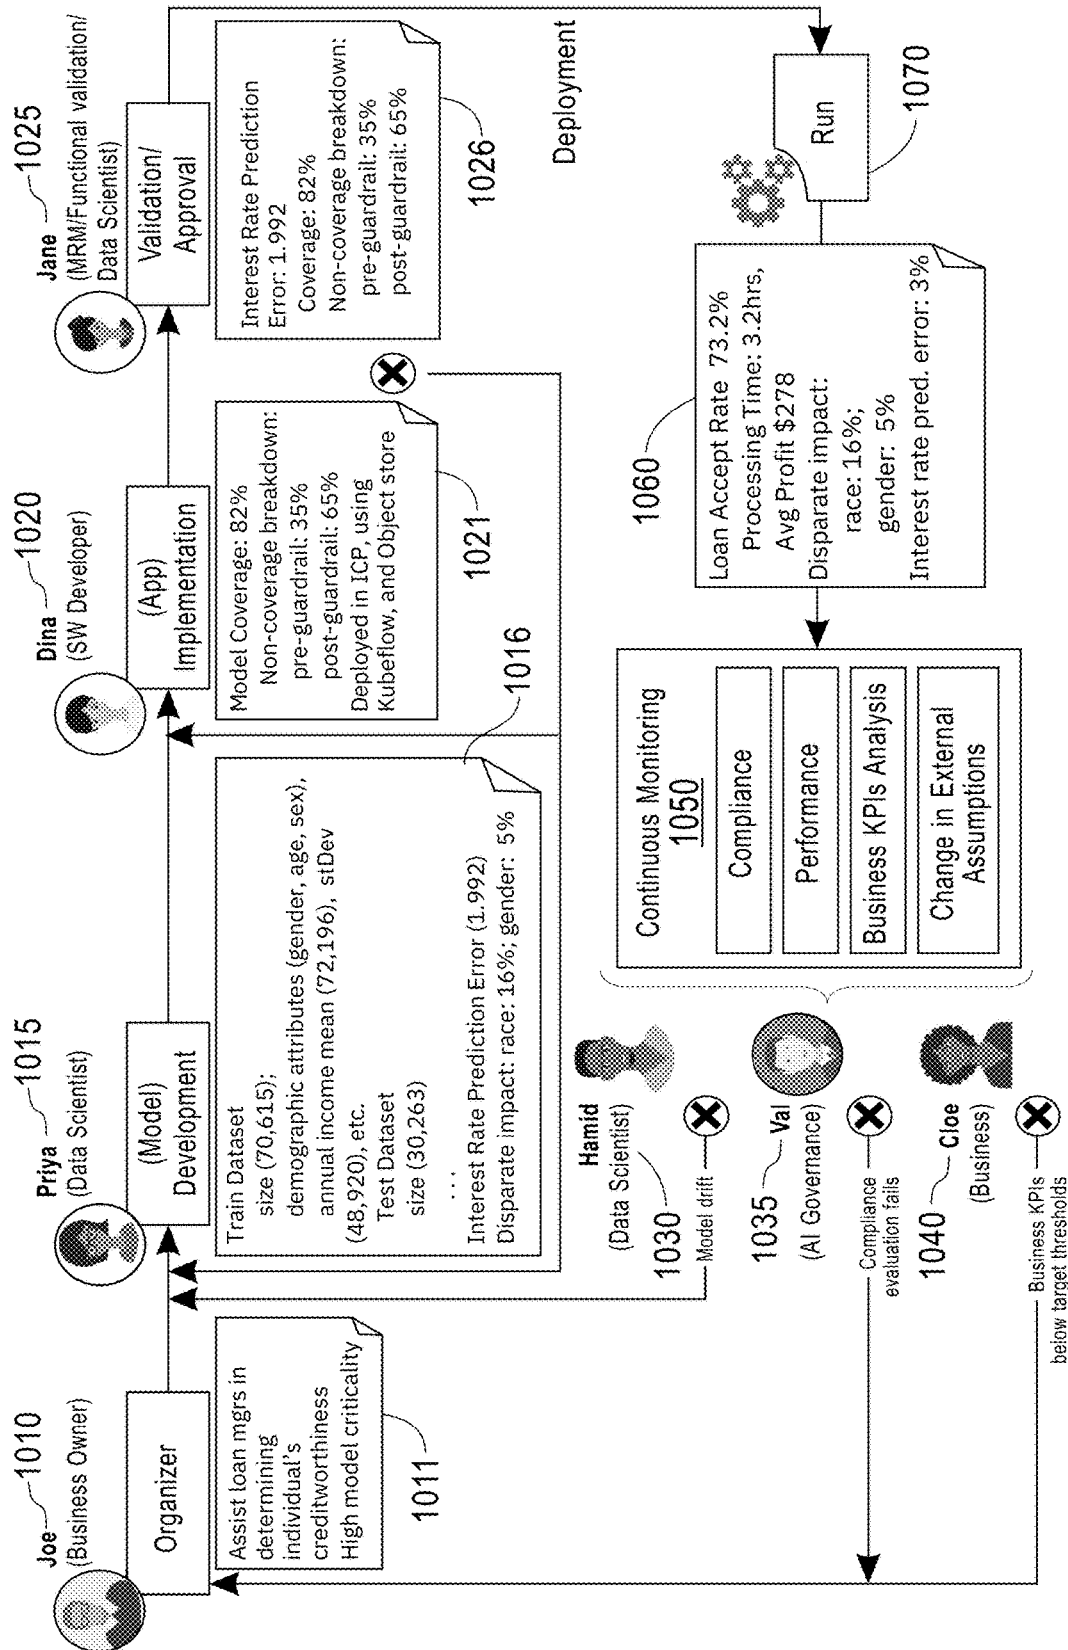 Joe 1010
(Business Owner)
Organizer
Assist loan mgrs in
determining
individual's
creditworthiness
High model criticality
1011
Priya 1015
(Data Scientist)
(Model)
Development
Train Dataset
size (70,615);
demographic attributes (gender, age, sex),
annual income mean (72,196), stDev
(48,920), etc.
Test Dataset
size (30,263)
...
Interest Rate Prediction Error (1.992)
Disparate impact: race: 16%; gender: 5%
1016
Dina 1020
(SW Developer)
(App)
Implementation
Model Coverage: 82%
Non-coverage breakdown:
pre-guardrail: 35%
post-guardrail: 65%
Deployed in ICP, using
Kubeflow, and Object store
1021
Jane 1025
(MRM/Functional validation/
Data Scientist)
Validation/
Approval
Interest Rate Prediction
Error: 1.992
Coverage: 82%
Non-coverage breakdown:
pre-guardrail: 35%
post-guardrail: 65%
1026
Deployment
Run
1070
1060
Loan Accept Rate 73.2%
Processing Time: 3.2hrs,
Avg Profit $278
Disparate impact:
race: 16%;
gender: 5%
Interest rate pred. error: 3%
Continuous Monitoring
1050
Compliance
Performance
Business KPIs Analysis
Change in External
Assumptions
Hamid
(Data Scientist)
1030
Model drift
1035 Val
(AI Governance)
Compliance
evaluation fails
1040 Cloe
(Business)
Business KPIs
below target thresholds